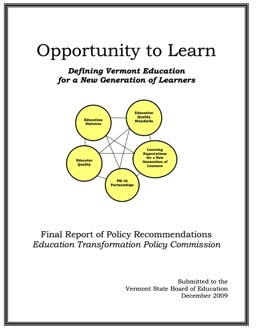 Opportunity to Learn
Defining Vermont Education
for a New Generation of Learners
Education
Quality
Standards
Education
Districts
Learning
Expectations
for a New
Generation of
Learners
Educator
Quality
PK-16
Partnerships
Final Report of Policy Recommendations
Education Transformation Policy Commission
Submitted to the
Vermont State Board of Education
December 2009